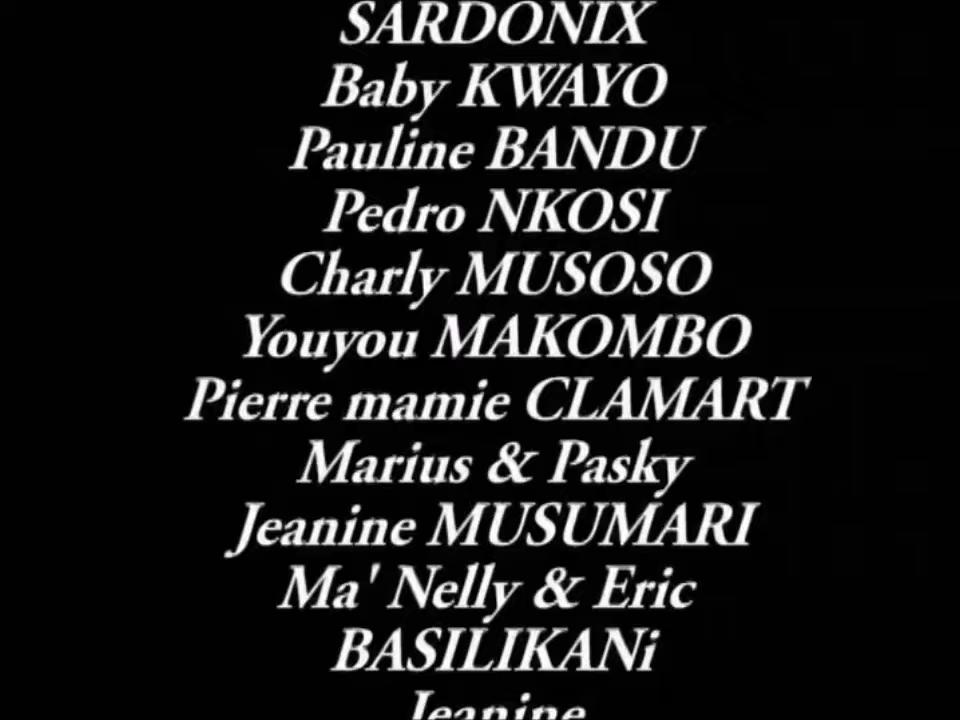 SARDONIX
Baby KWAYO
Pauline BANDU
Pedro NKOSI
Charly MUSOSO
Youyou MAKOMBO
Pierre mamie CLAMART
Marius & Pasky
Jeanine MUSUMARI
Ma' Nelly & Eric
BASILIKANi
Jeanine